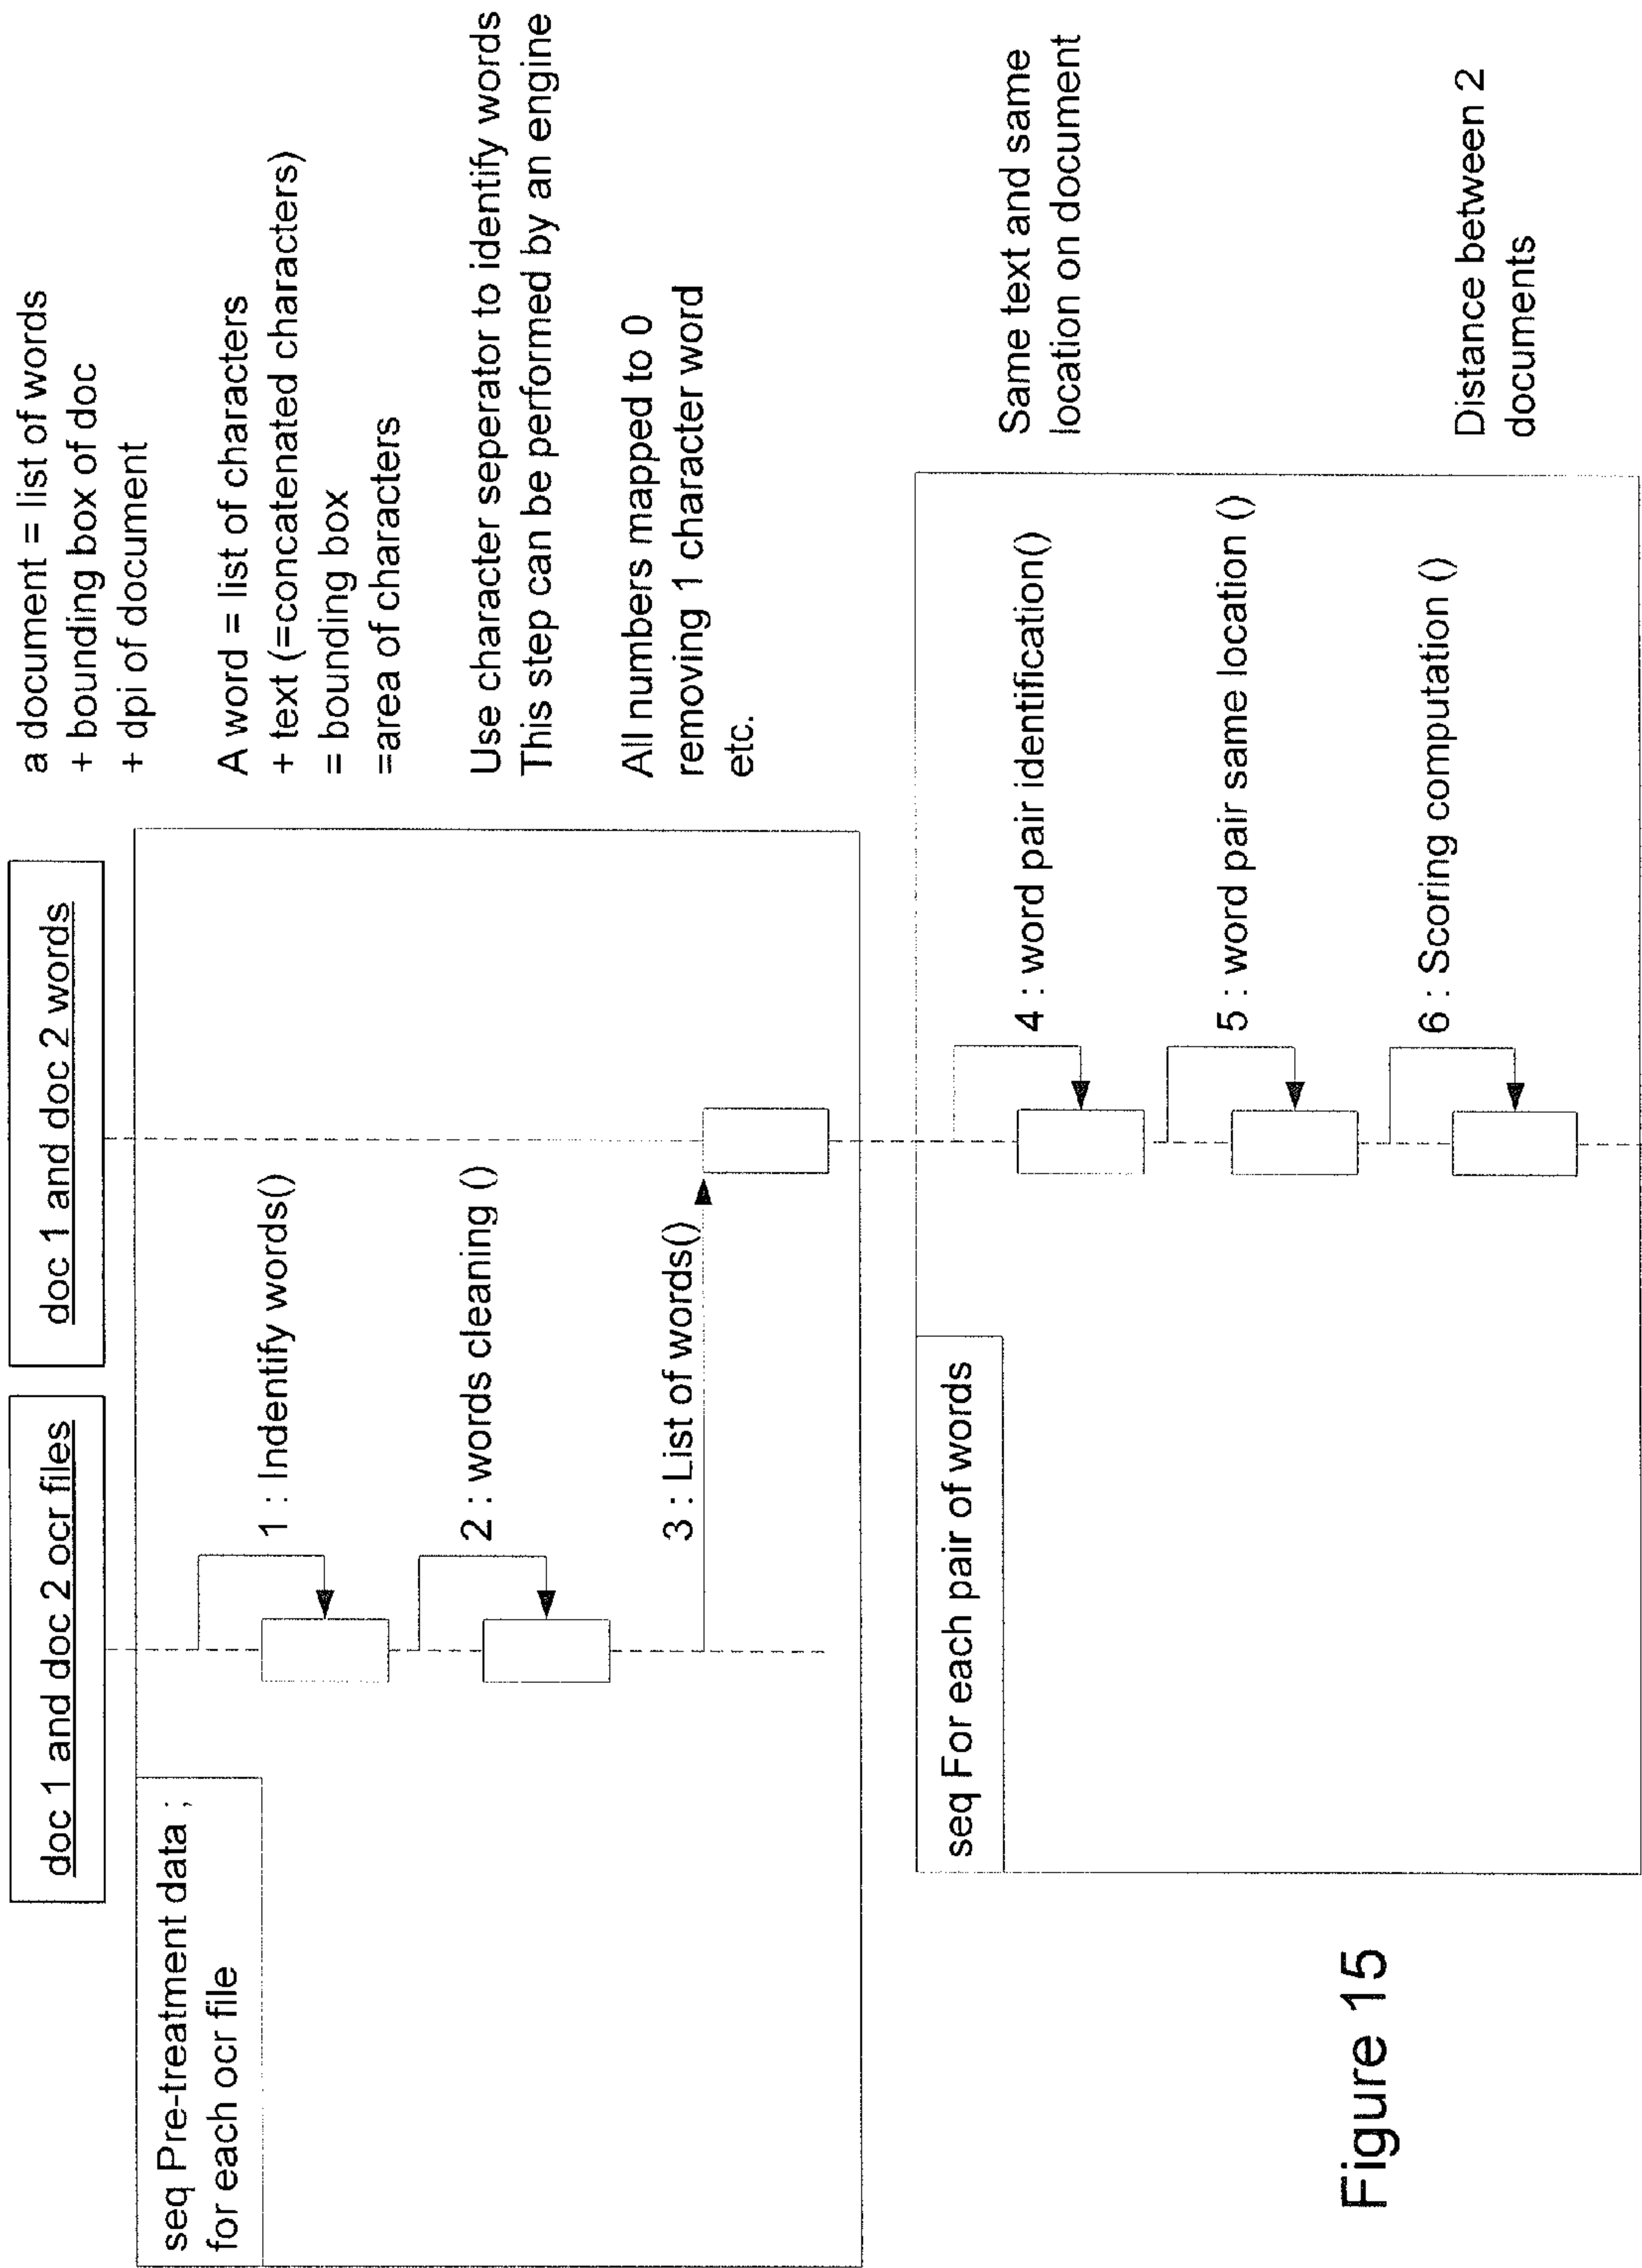 doc 1 and doc 2 ocr files
doc 1 and doc 2 words
a document = list of words
+ bounding box of doc
+ dpi of document
seq Pre-treatment data ;
for each ocr file
1 : Indentify words()
A word = list of characters
+ text (=concatenated characters)
= bounding box
=area of characters
2 : words cleaning ()
Use character seperator to identify words
This step can be performed by an engine
3 : List of words()
All numbers mapped to 0
removing 1 character word
etc.
seq For each pair of words
4 : word pair identification()
Same text and same
location on document
5 : word pair same location ()
6 : Scoring computation ()
Distance between 2
documents
Figure 15